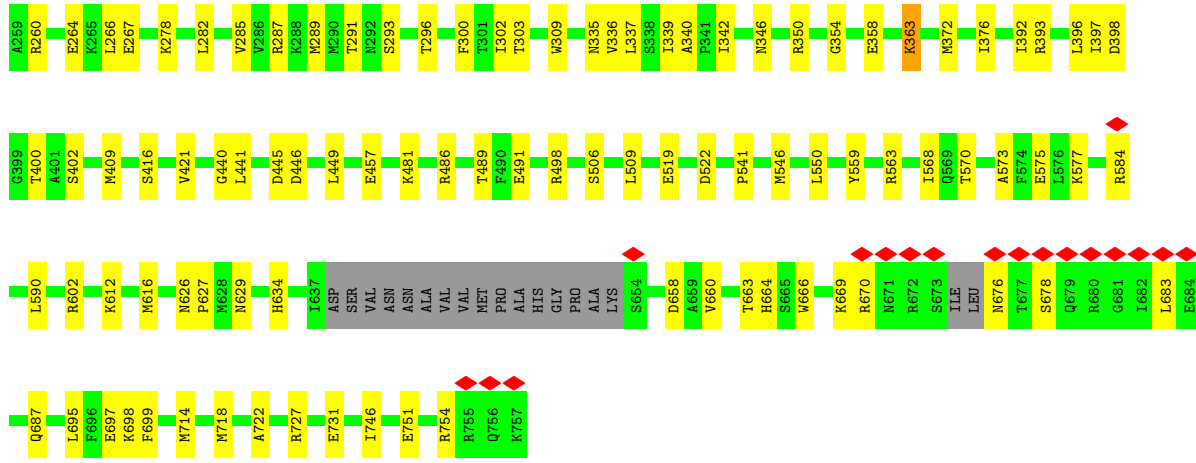 A259 R260 E264 K265 L266 E267 K278 L282 V285 V286 R287 K288 M289 M290 T291 N292 S293 T296 F300 T301 I302 T303 W309 N335 V336 L337 S338 I339 A340 P341 I342 N346 R350 G354 E358 K363 M372 I376 I392 R393 L396 I397 D398
G399 T400 A401 S402 M409 S416 V421 G440 L441 D445 D446 L449 E457 K481 R486 T489 F490 E491 R498 S506 L509 E519 D522 P541 M546 L550 Y559 R563 I568 Q569 T570 A573 F574 E575 L576 K577 R584
L590 R602 K612 M616 N626 P627 M628 N629 H634 I637 ASP SER VAL ASN ASN ALA VAL VAL MET PRO ALA HIS GLY PRO ALA LYS S654 D658 A659 V660 T663 H664 S665 W666 K669 R670 N671 R672 S673 ILE LEU N676 T677 S678 Q679 R680 G681 I682 L683 E684
Q687 L695 F696 E697 K698 F699 M714 M718 A722 R727 E731 I746 E751 R754 R755 Q756 K757